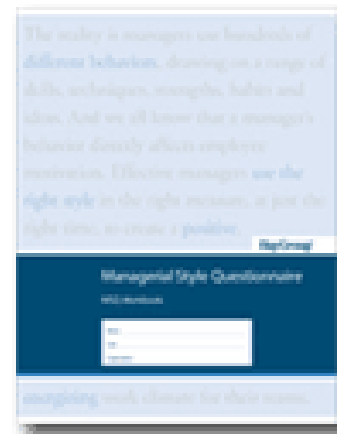 The reality is managers use hundreds of
different behaviors, drawing on a range of
skills, techniques, strengths, habits and
ideas. And we all know that a manager's
behavior directly affects employee
motivation. Effective managers use the
right style in the right measure, at just the
right time, to create a positive,
HayGroup
Managerial Style Questionnaire
energizing work climate for their teams.